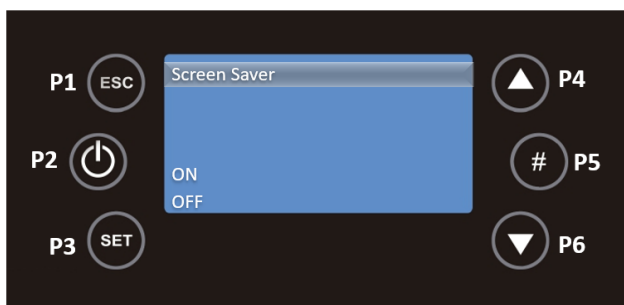 P1 ESC
Screen Saver
P4
P2
# P5
ON
OFF
P3 SET
P6